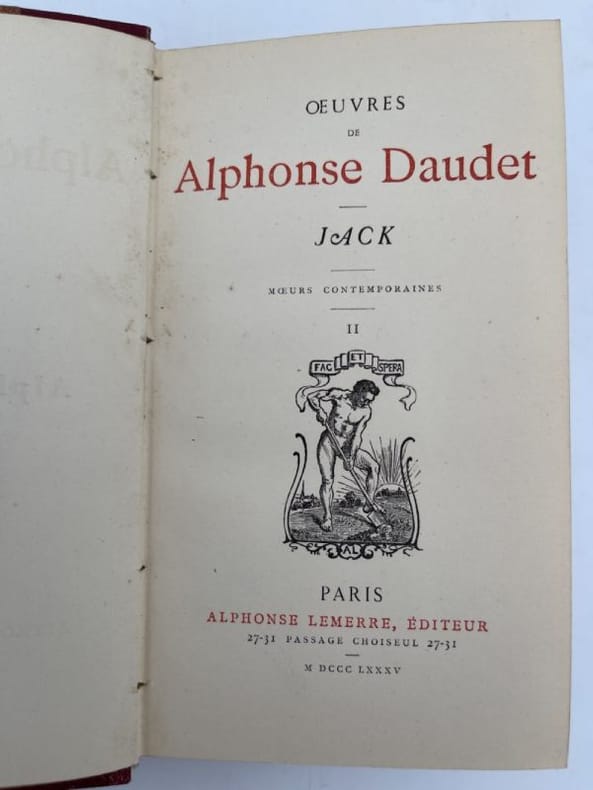 OEUVRES
DE
Alphonse Daudet
JACK
MŒURS CONTEMPORAINES
II
FAC ET SPERA
AL
PARIS
ALPHONSE LEMERRE, ÉDITEUR
27-31 PASSAGE CHOISEUL 27-31
M DCCC LXXXV